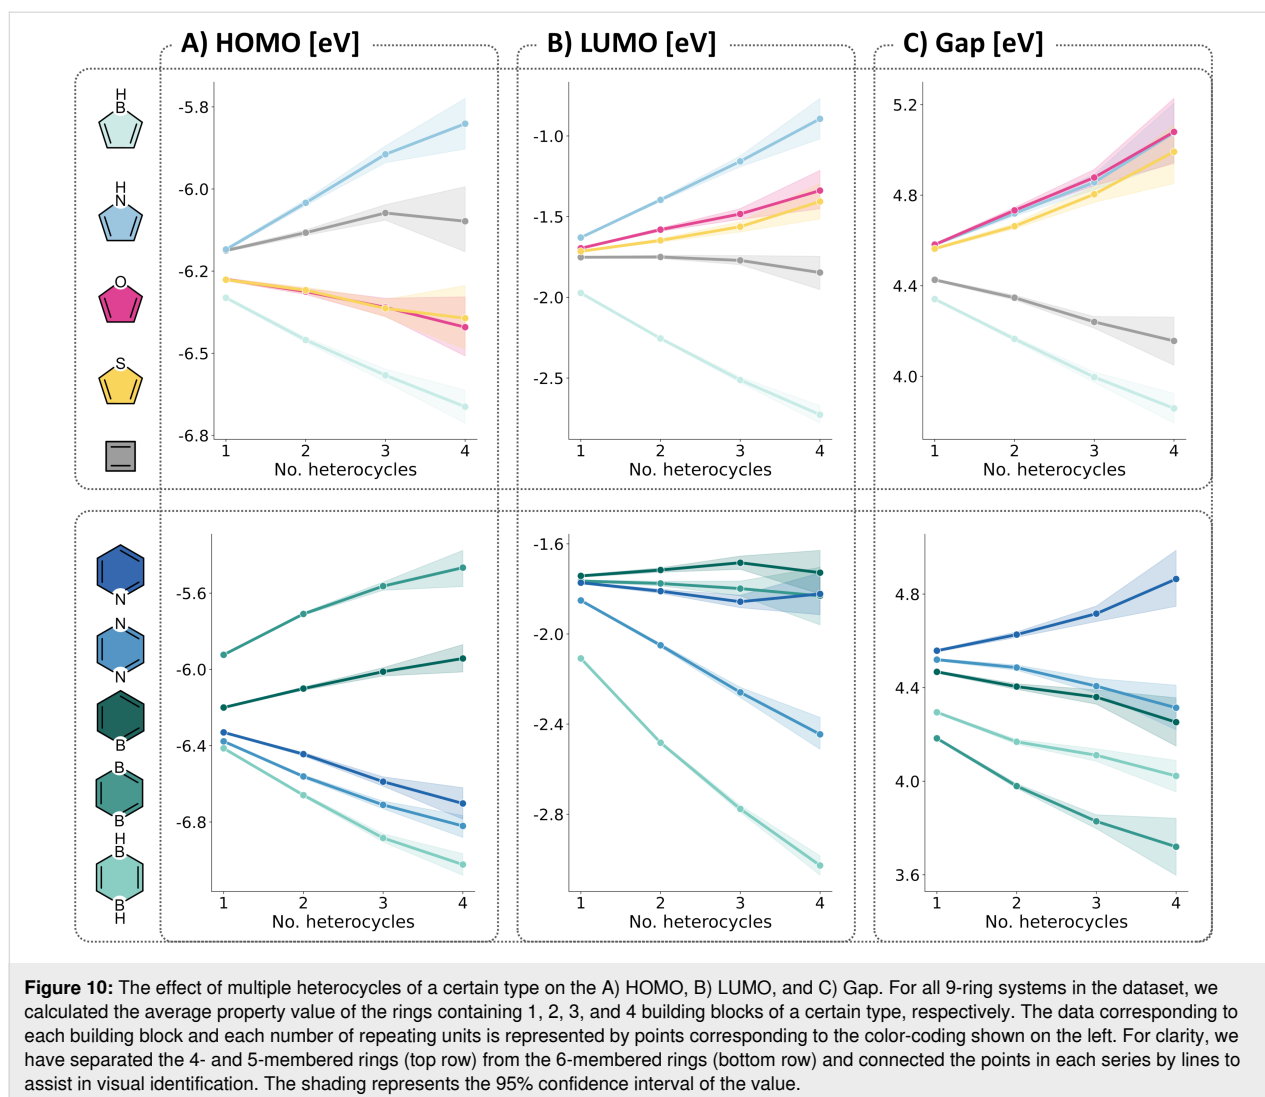 A) HOMO [eV]
B) LUMO [eV]
C) Gap [eV]
H
B
H
N
O
S
-5.8
-6.0
-6.2
-6.5
-6.8
1 2 3 4
No. heterocycles
-1.0
-1.5
-2.0
-2.5
1 2 3 4
No. heterocycles
5.2
4.8
4.4
4.0
1 2 3 4
No. heterocycles
N
N
N
B
B
B
H
B
B
H
-5.6
-6.0
-6.4
-6.8
1 2 3 4
No. heterocycles
-1.6
-2.0
-2.4
-2.8
1 2 3 4
No. heterocycles
4.8
4.4
4.0
3.6
1 2 3 4
No. heterocycles
Figure 10: The effect of multiple heterocycles of a certain type on the A) HOMO, B) LUMO, and C) Gap. For all 9-ring systems in the dataset, we
calculated the average property value of the rings containing 1, 2, 3, and 4 building blocks of a certain type, respectively. The data corresponding to
each building block and each number of repeating units is represented by points corresponding to the color-coding shown on the left. For clarity, we
have separated the 4- and 5-membered rings (top row) from the 6-membered rings (bottom row) and connected the points in each series by lines to
assist in visual identification. The shading represents the 95% confidence interval of the value.